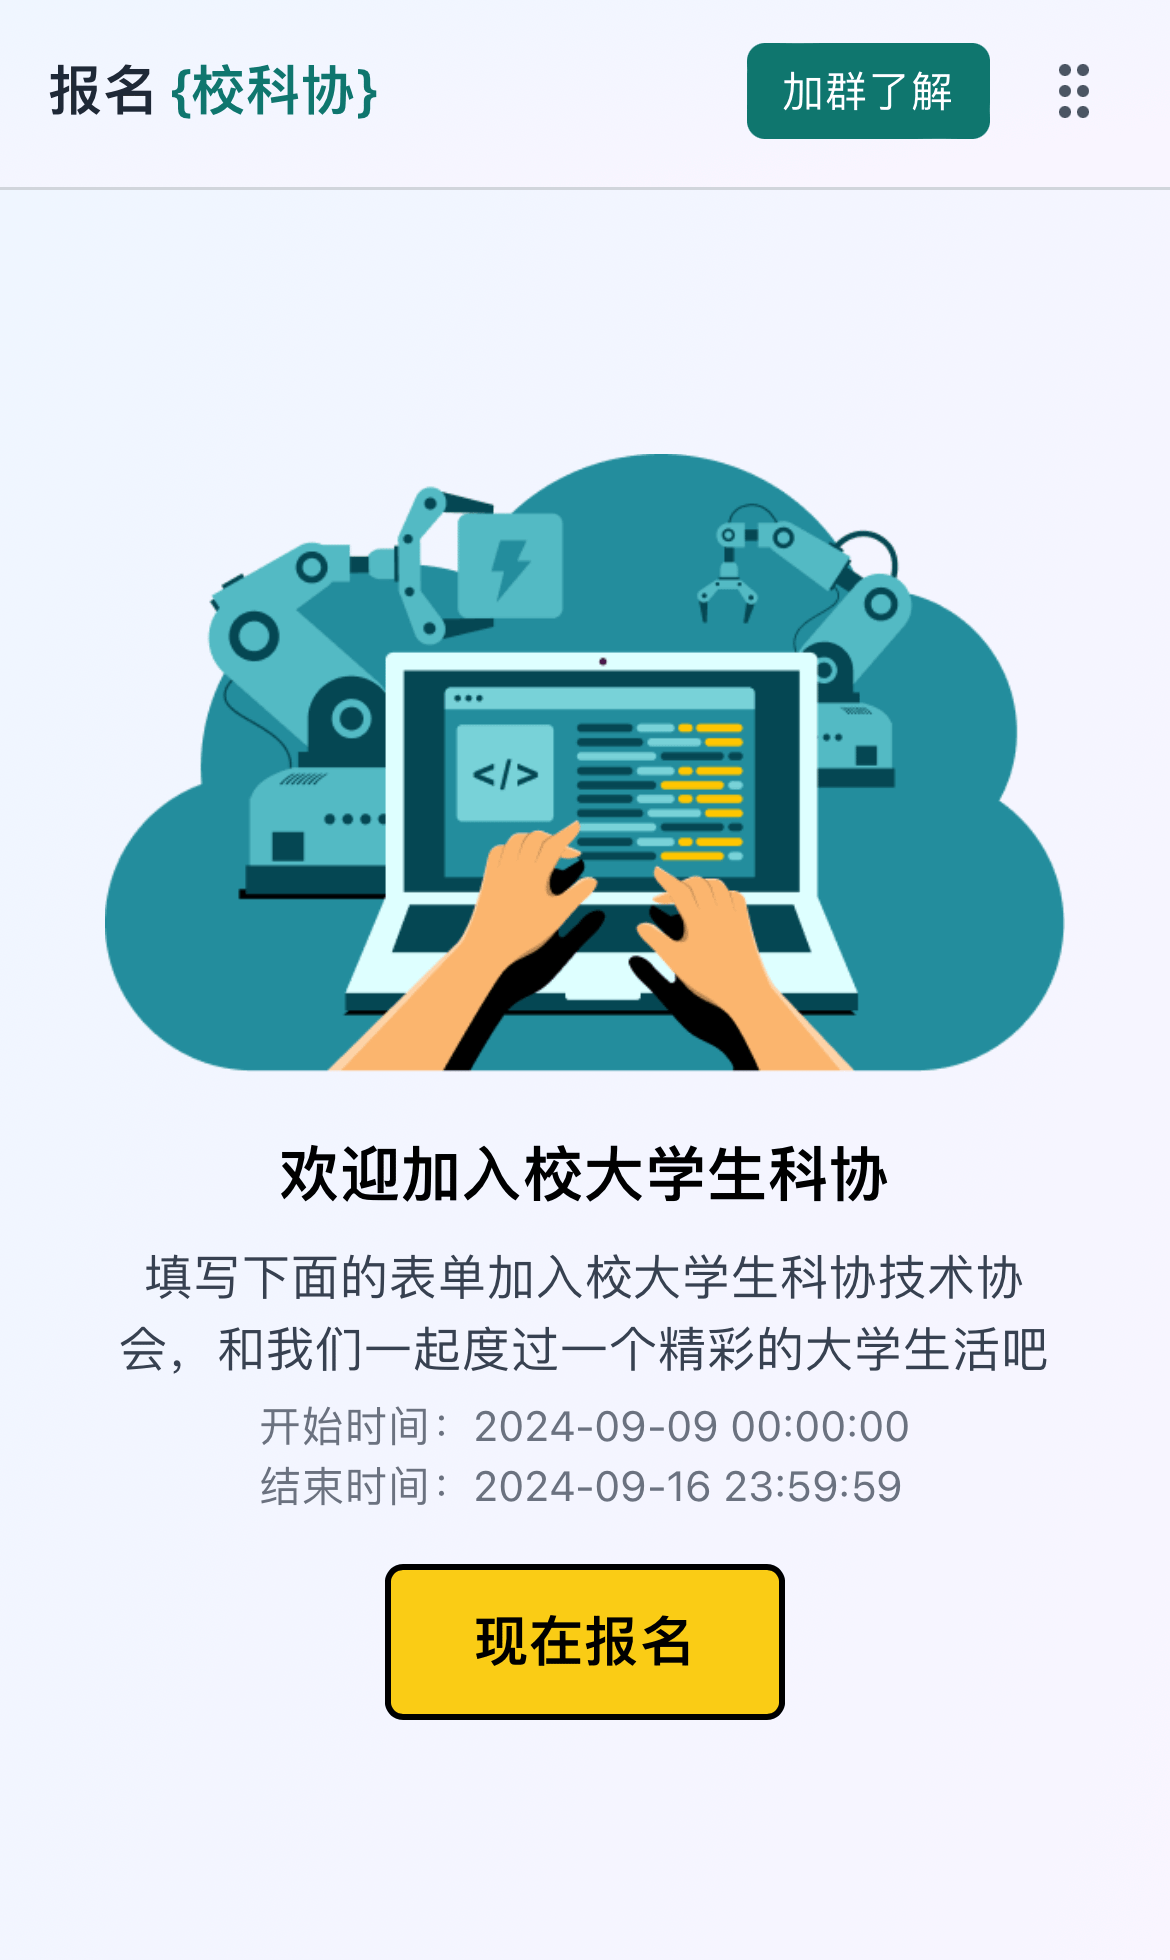 报名 {校科协}
加群了解
</>
欢迎加入校大学生科协
填写下面的表单加入校大学生科协技术协
会，和我们一起度过一个精彩的大学生活吧
开始时间：2024-09-09 00:00:00
结束时间：2024-09-16 23:59:59
现在报名